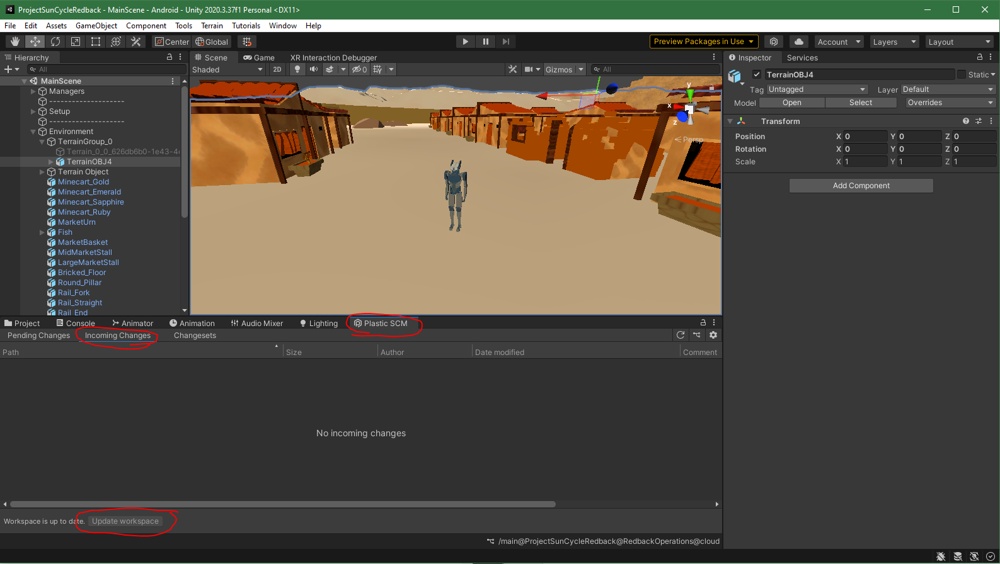 ProjectSunCycleRedback - MainScene - Android - Unity 2020.3.37f1 Personal <DX11>
File Edit Assets GameObject Component Tools Terrain Tutorials Window Help
Center Global Preview Packages in Use Account Layers Layout
Hierarchy
All
MainScene
Managers
-------------------
Setup
-------------------
Environment
TerrainGroup_0
Terrain_0_0_626db6b0-1e43-4
TerrainOBJ4
Terrain Object
Minecart_Gold
Minecart_Emerald
Minecart_Sapphire
Minecart_Ruby
MarketUrn
Fish
MarketBasket
MidMarketStall
LargeMarketStall
Bricked_Floor
Round_Pillar
Rail_Fork
Rail_Straight
Rail_End
Scene Game XR Interaction Debugger
Shaded 2D 0 Gizmos All
y
x
z
Persp
Inspector Services
TerrainOBJ4 Static
Tag Untagged Layer Default
Model Open Select Overrides
Transform
Position X 0 Y 0 Z 0
Rotation X 0 Y 0 Z 0
Scale X 1 Y 1 Z 1
Add Component
Project Console Animator Animation Audio Mixer Lighting Plastic SCM
Pending Changes Incoming Changes Changesets
Path Size Author Date modified Comment
No incoming changes
Workspace is up to date. Update workspace
/main@ProjectSunCycleRedback@RedbackOperations@cloud